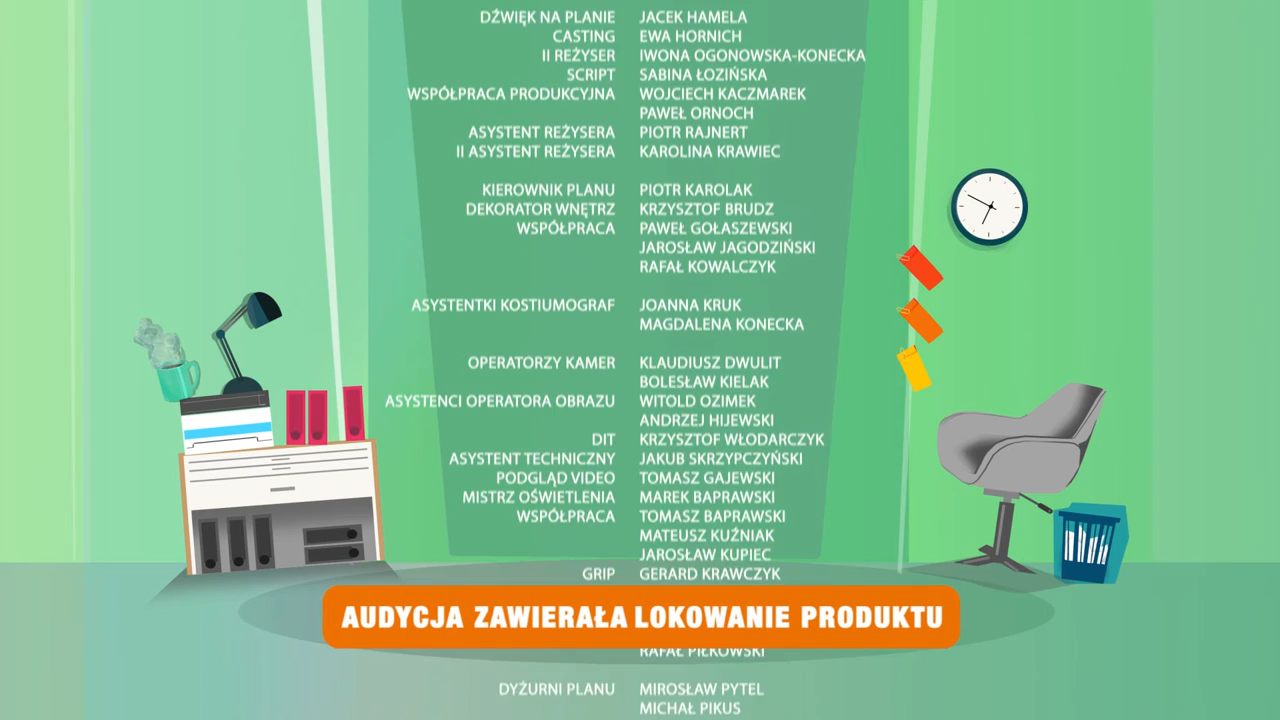 DŹWIĘK NA PLANIE JACEK HAMELA
CASTING EWA HORNICH
II REŻYSER IWONA OGONOWSKA-KONECKA
SCRIPT SABINA ŁOZIŃSKA
WSPÓŁPRACA PRODUKCYJNA WOJCIECH KACZMAREK
PAWEŁ ORNOCH
ASYSTENT REŻYSERA PIOTR RAJNERT
II ASYSTENT REŻYSERA KAROLINA KRAWIEC
KIEROWNIK PLANU PIOTR KAROLAK
DEKORATOR WNĘTRZ KRZYSZTOF BRUDZ
WSPÓŁPRACA PAWEŁ GOŁASZEWSKI
JAROSŁAW JAGODZIŃSKI
RAFAŁ KOWALCZYK
ASYSTENTKI KOSTIUMOGRAF JOANNA KRUK
MAGDALENA KONECKA
OPERATORZY KAMER KLAUDIUSZ DWULIT
BOLESŁAW KIELAK
ASYSTENCI OPERATORA OBRAZU WITOLD OZIMEK
ANDRZEJ HIJEWSKI
DIT KRZYSZTOF WŁODARCZYK
ASYSTENT TECHNICZNY JAKUB SKRZYPCZYŃSKI
PODGLĄD VIDEO TOMASZ GAJEWSKI
MISTRZ OŚWIETLENIA MAREK BAPRAWSKI
WSPÓŁPRACA TOMASZ BAPRAWSKI
MATEUSZ KUŹNIAK
JAROSŁAW KUPIEC
GRIP GERARD KRAWCZYK
AUDYCJA ZAWIERAŁA LOKOWANIE PRODUKTU
RAFAŁ PIEKOWSKI
DYŻURNI PLANU MIROSŁAW PYTEL
MICHAŁ PIKUS